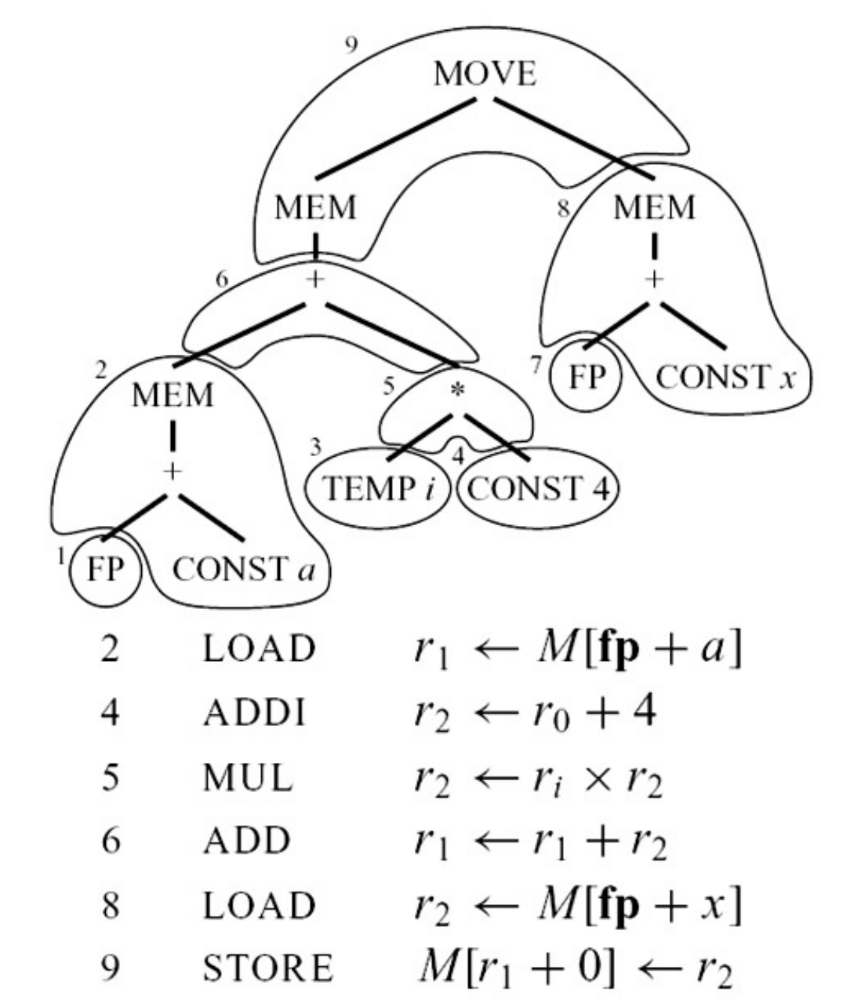 9
MOVE
MEM
8
MEM
6
+
+
2
MEM
5
*
7
FP
CONST x
3
4
TEMP i
CONST 4
+
1
FP
CONST a
2 LOAD r₁ ← M[fp + a]
4 ADDI r₂ ← r₀ + 4
5 MUL r₂ ← rᵢ × r₂
6 ADD r₁ ← r₁ + r₂
8 LOAD r₂ ← M[fp + x]
9 STORE M[r₁ + 0] ← r₂